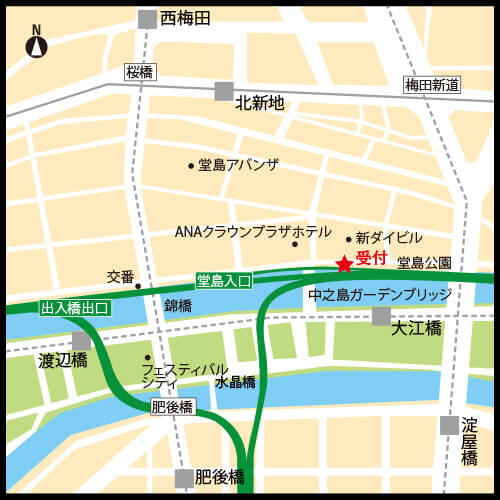 N
西梅田
桜橋
北新地
梅田新道
堂島アバンザ
ANAクラウンプラザホテル
新ダイビル
受付
堂島公園
交番
堂島入口
出入橋出口
錦橋
中之島ガーデンブリッジ
大江橋
渡辺橋
フェスティバル
シティ
水晶橋
肥後橋
淀屋橋
肥後橋